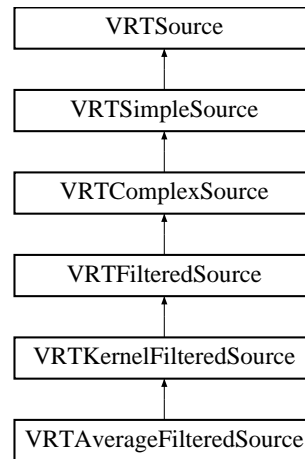 VRTSource
VRTSimpleSource
VRTComplexSource
VRTFilteredSource
VRTKernelFilteredSource
VRTAverageFilteredSource